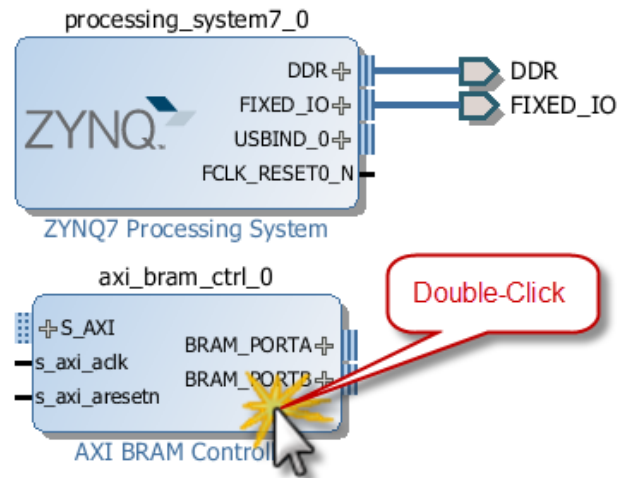 processing_system7_0
DDR
FIXED_IO
USBIND_0
FCLK_RESET0_N
ZYNQ
DDR
FIXED_IO
ZYNQ7 Processing System
axi_bram_ctrl_0
S_AXI
s_axi_aclk
s_axi_aresetn
BRAM_PORTA
BRAM_PORTB
AXI BRAM Control
Double-Click